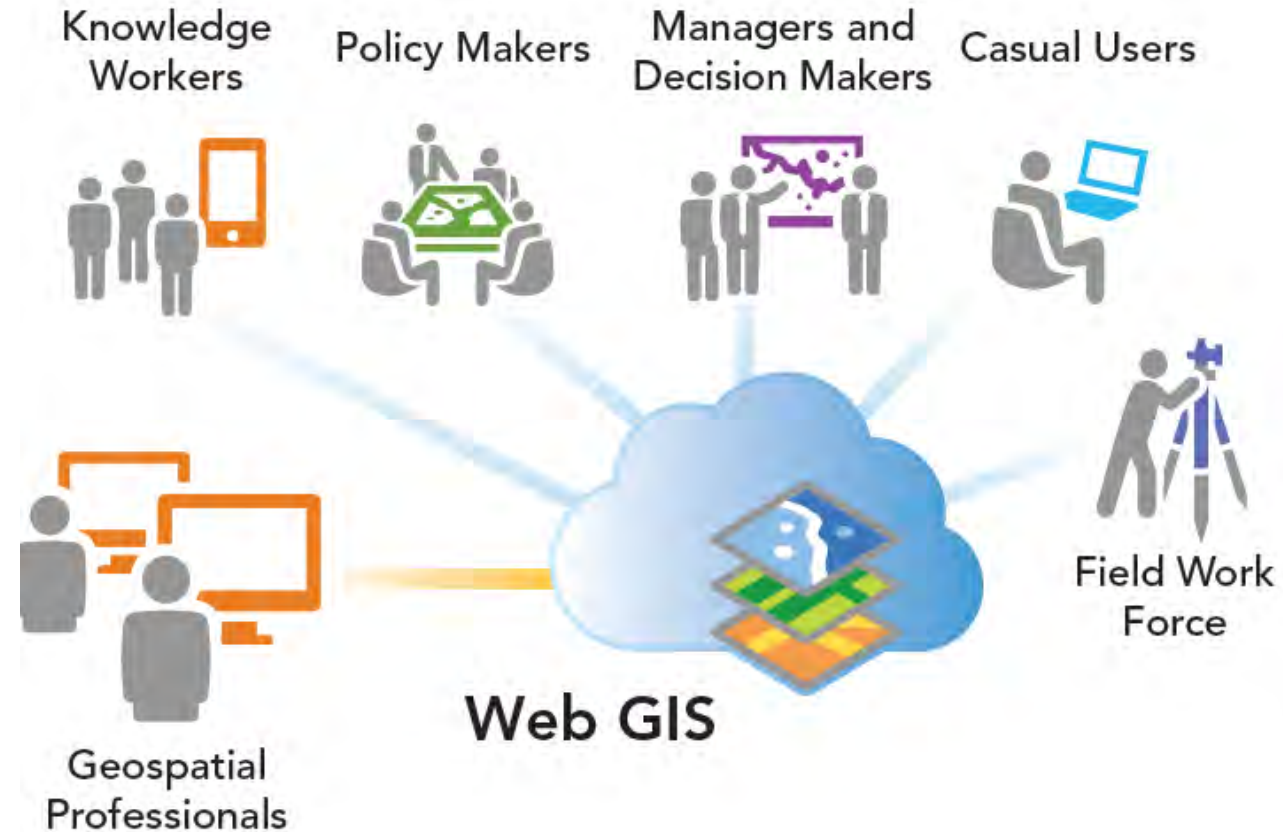 Knowledge
Workers
Policy Makers
Managers and
Decision Makers
Casual Users
Field Work
Force
Web GIS
Geospatial
Professionals